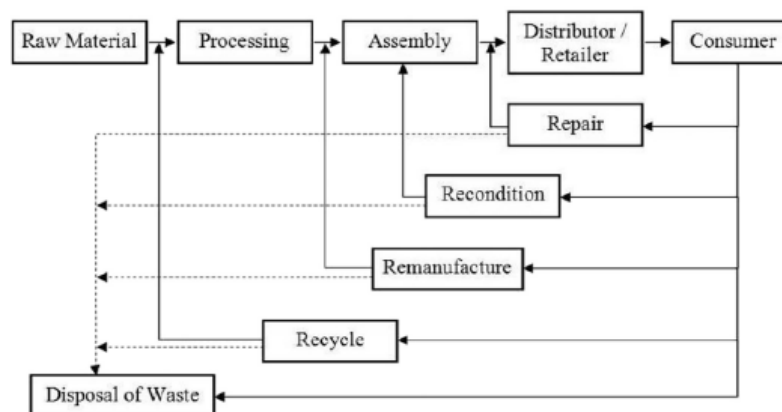 Raw Material
Processing
Assembly
Distributor /
Retailer
Consumer
Repair
Recondition
Remanufacture
Recycle
Disposal of Waste